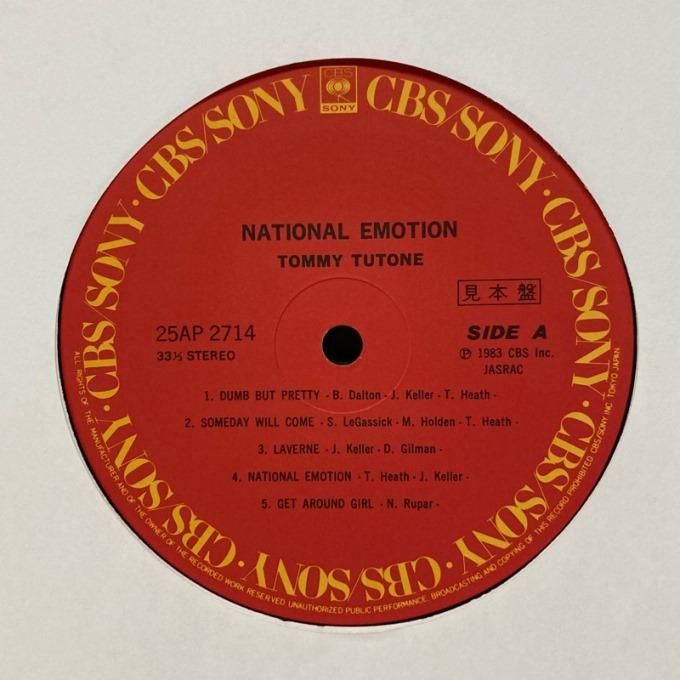 CBS/SONY · CBS/SONY · CBS/SONY · CBS/SONY · CBS/SONY · CBS/SONY · CBS/SONY · CBS/SONY
CBS
SONY
NATIONAL EMOTION
TOMMY TUTONE
見本盤
25AP 2714
SIDE A
33⅓ STEREO
Ⓟ 1983 CBS Inc.
JASRAC
1. DUMB BUT PRETTY - B. Dalton - J. Keller - T. Heath -
2. SOMEDAY WILL COME - S. LeGassick - M. Holden - T. Heath -
3. LAVERNE - J. Keller - D. Gilman -
4. NATIONAL EMOTION - T. Heath - J. Keller -
5. GET AROUND GIRL - N. Rupar -
ALL RIGHTS OF THE MANUFACTURER AND OF THE OWNER OF THE RECORDED WORK RESERVED. UNAUTHORIZED PUBLIC PERFORMANCE. BROADCASTING AND COPYING OF THIS RECORD PROHIBITED CBS/SONY INC. TOKYO JAPAN